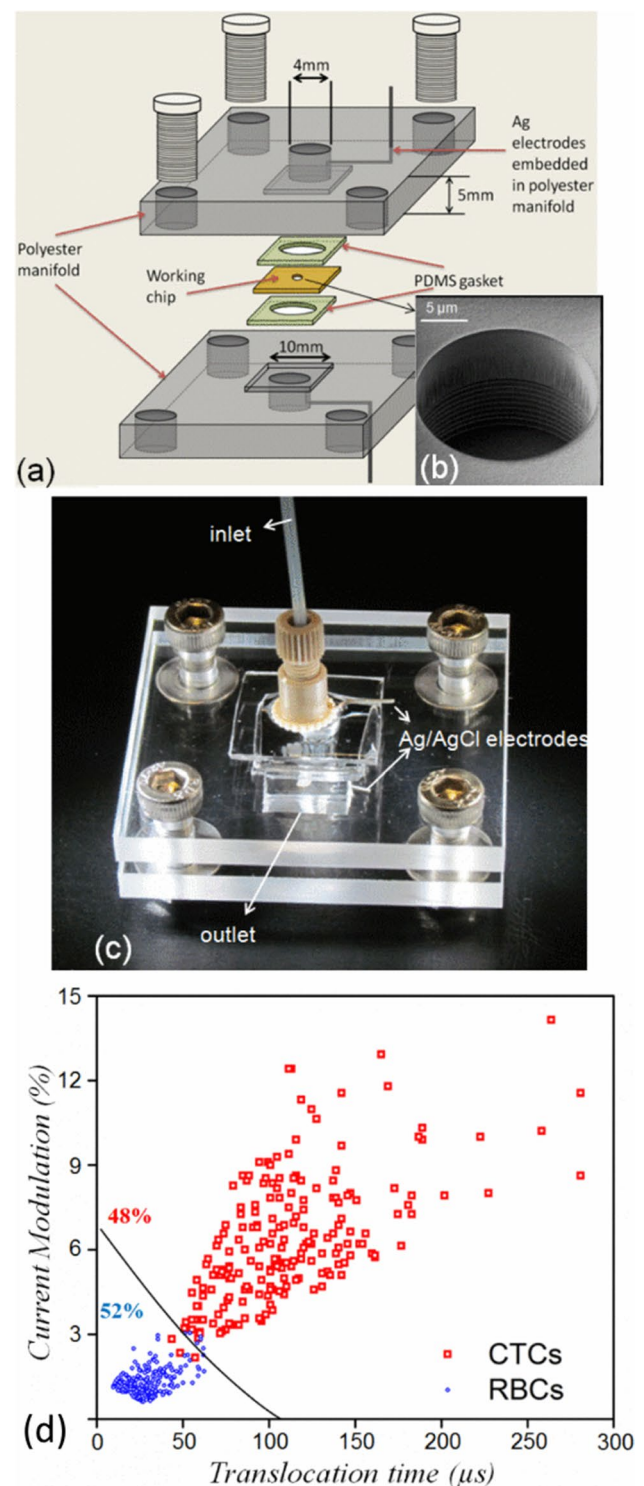 4mm
Ag
electrodes
embedded
in polyester
manifold
5mm
Polyester
manifold
Working
chip
PDMS gasket
5 µm
10mm
(a)
(b)
inlet
Ag/AgCl electrodes
outlet
(c)
15
12
9
6
3
Current Modulation (%)
48%
52%
CTCs
RBCs
(d)
0
50
100
150
200
250
300
Translocation time (µs)